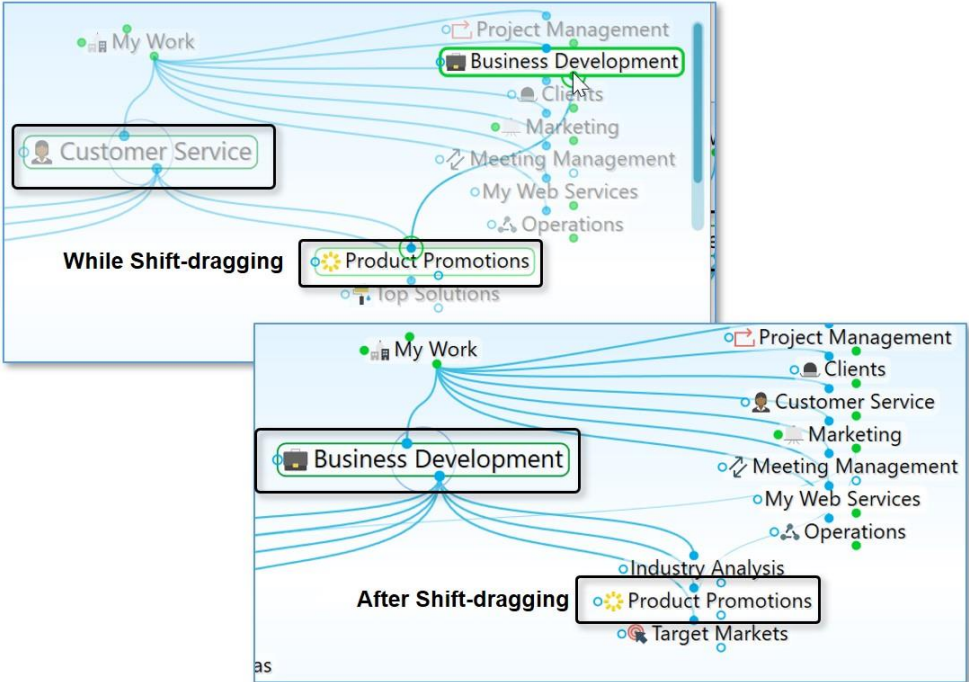 My Work
Project Management
Business Development
Clients
Marketing
Customer Service
Meeting Management
My Web Services
Operations
While Shift-dragging
Product Promotions
Top Solutions
Project Management
My Work
Clients
Customer Service
Marketing
Business Development
Meeting Management
My Web Services
Operations
Industry Analysis
After Shift-dragging
Product Promotions
Target Markets
as